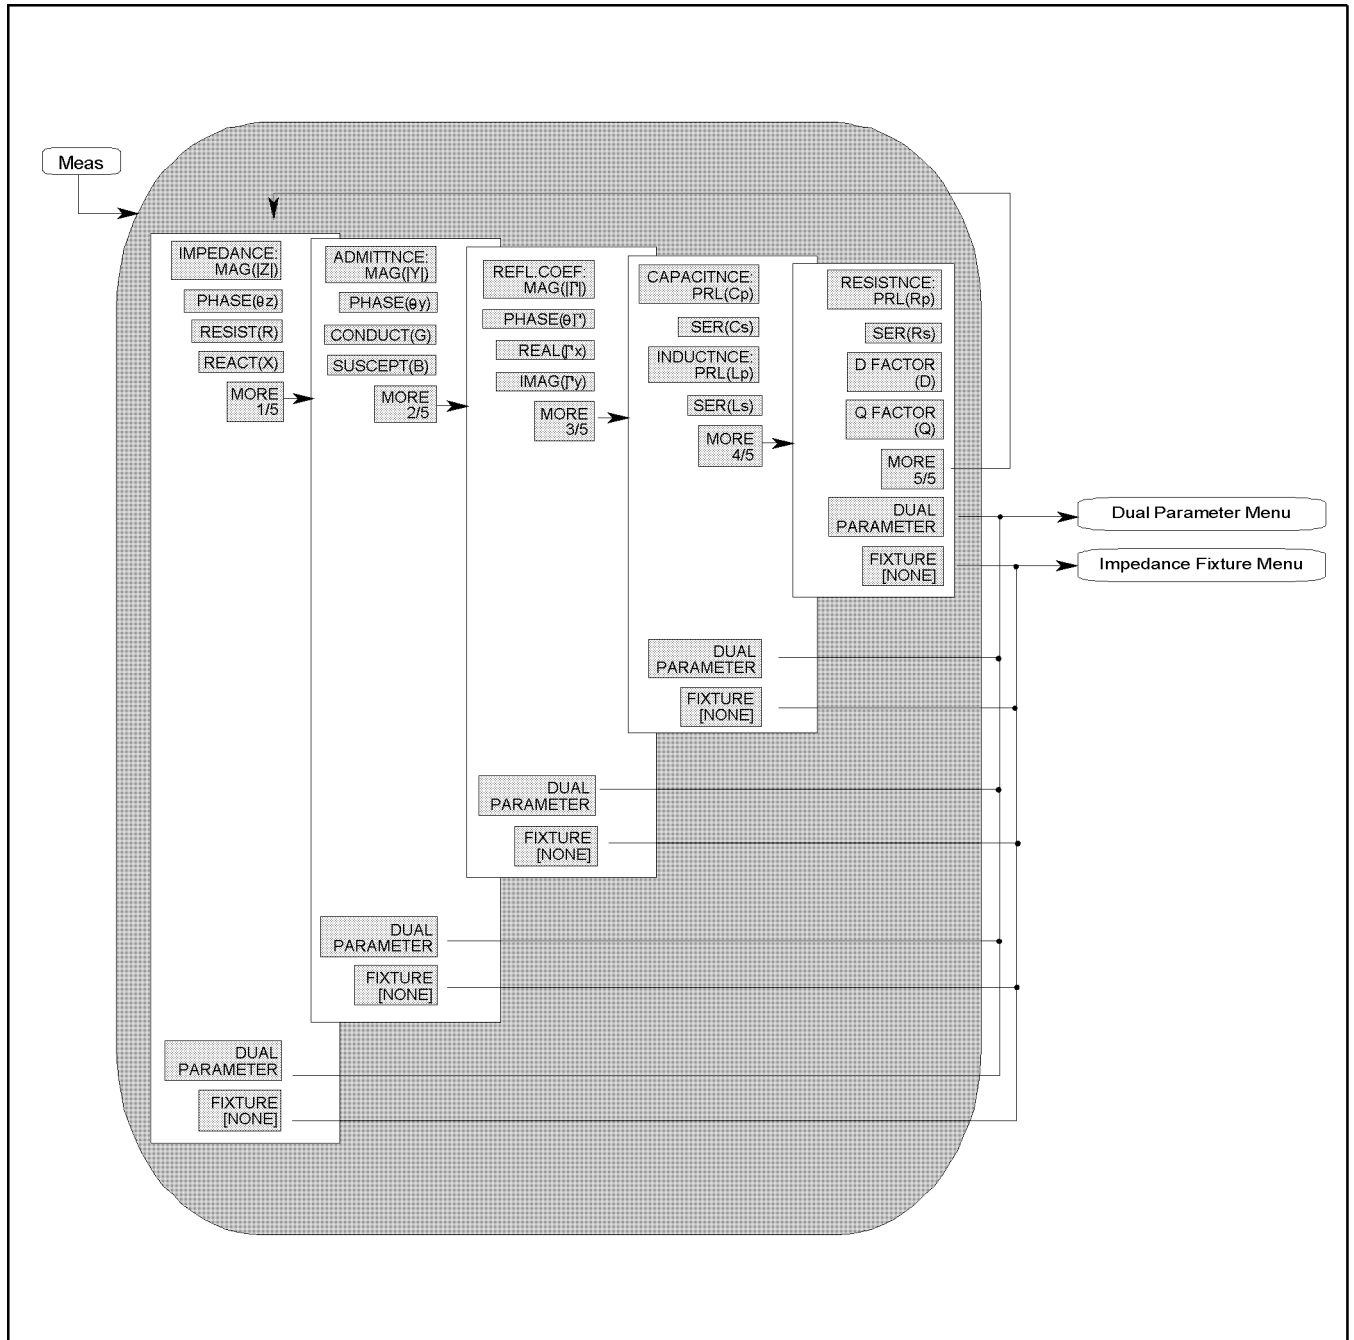 Meas
IMPEDANCE:
MAG(|Z|)
PHASE(θz)
RESIST(R)
REACT(X)
MORE
1/5
DUAL
PARAMETER
FIXTURE
[NONE]
ADMITTNCE:
MAG(|Y|)
PHASE(θy)
CONDUCT(G)
SUSCEPT(B)
MORE
2/5
DUAL
PARAMETER
FIXTURE
[NONE]
REFL.COEF:
MAG(|Γ|)
PHASE(θΓ)
REAL(Γx)
IMAG(Γy)
MORE
3/5
DUAL
PARAMETER
FIXTURE
[NONE]
CAPACITNCE:
PRL(Cp)
SER(Cs)
INDUCTNCE:
PRL(Lp)
SER(Ls)
MORE
4/5
DUAL
PARAMETER
FIXTURE
[NONE]
RESISTNCE:
PRL(Rp)
SER(Rs)
D FACTOR
(D)
Q FACTOR
(Q)
MORE
5/5
DUAL
PARAMETER
FIXTURE
[NONE]
Dual Parameter Menu
Impedance Fixture Menu